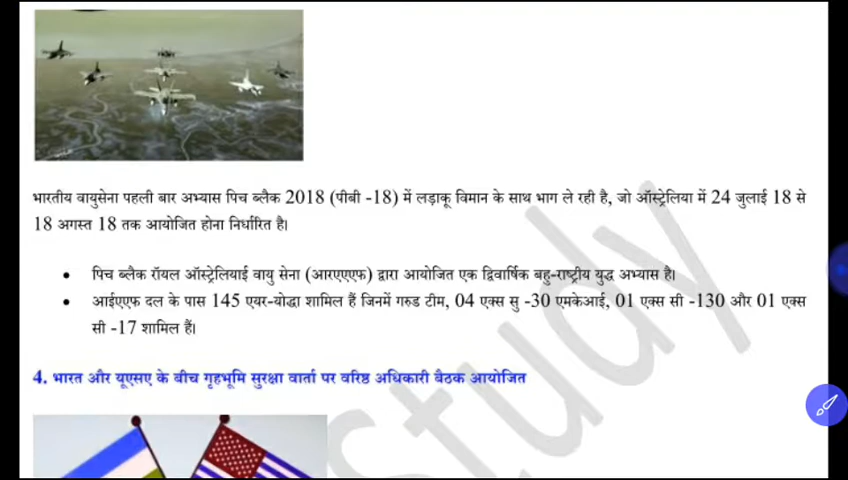 भारतीय वायुसेना पहली बार अभ्यास पिच ब्लैक 2018 (पीबी -18) में लड़ाकू विमान के साथ भाग ले रही है, जो ऑस्ट्रेलिया में 24 जुलाई 18 से
18 अगस्त 18 तक आयोजित होना निर्धारित है।
• पिच ब्लैक रॉयल ऑस्ट्रेलियाई वायु सेना (आरएएएफ) द्वारा आयोजित एक द्विवार्षिक बहु-राष्ट्रीय युद्ध अभ्यास है।
• आईएएफ दल के पास 145 एयर-योद्धा शामिल हैं जिनमें गरुड टीम, 04 एक्स सु -30 एमकेआई, 01 एक्स सी -130 और 01 एक्स
सी -17 शामिल हैं।
4. भारत और यूएसए के बीच गृहभूमि सुरक्षा वार्ता पर वरिष्ठ अधिकारी बैठक आयोजित
Study